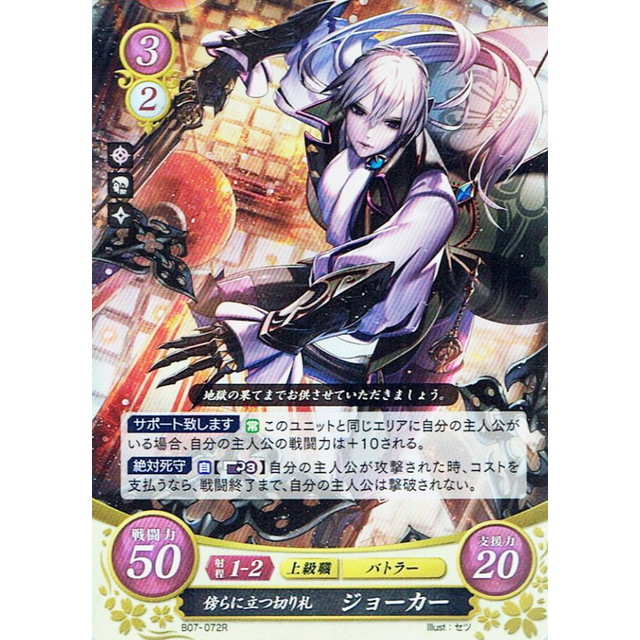 3
2
地獄の果てまでお供させていただきましょう。
サポート致します 常 このユニットと同じエリアに自分の主人公が
いる場合、自分の主人公の戦闘力は＋10される。
絶対死守 自【3】自分の主人公が攻撃された時、コストを
支払うなら、戦闘終了まで、自分の主人公は撃破されない。
戦闘力
50
射程 1-2 上級職 バトラー
支援力
20
傍らに立つ切り札 ジョーカー
B07-072R Illust：セツ